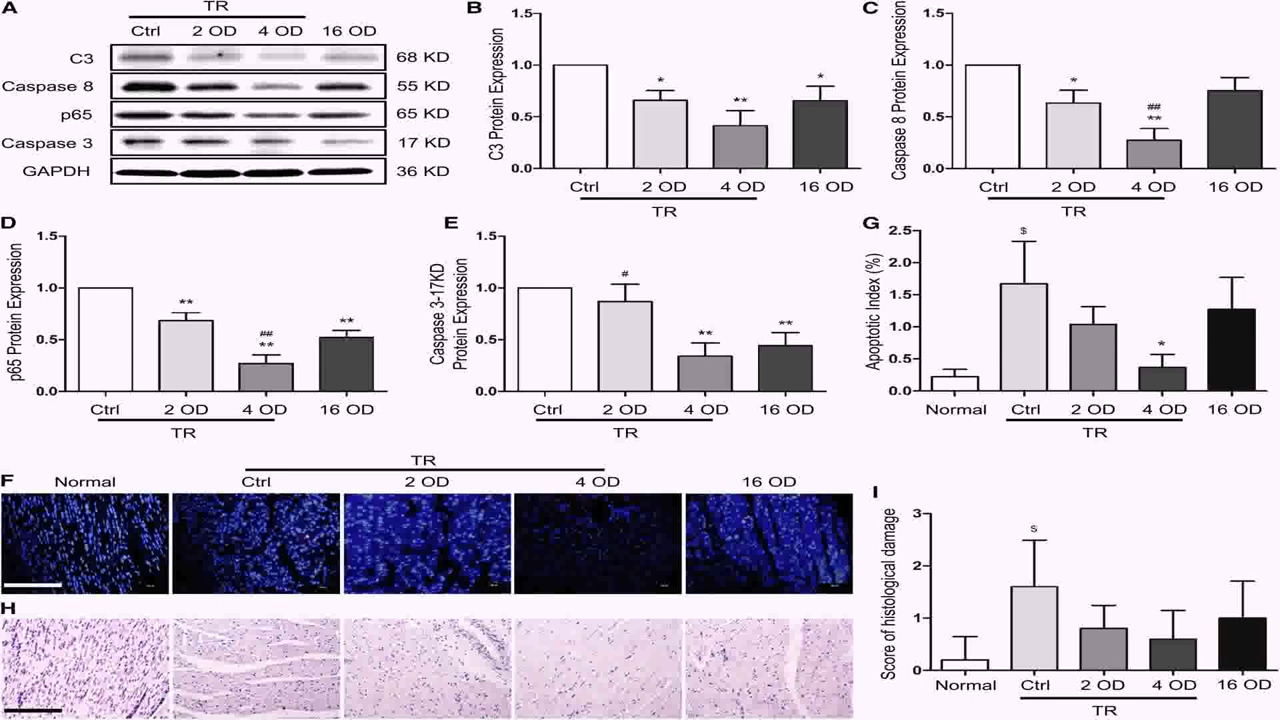 A
TR
Ctrl 2 OD 4 OD 16 OD
C3 68 KD
Caspase 8 55 KD
p65 65 KD
Caspase 3 17 KD
GAPDH 36 KD
B
C3 Protein Expression
1.5
1.0
0.5
0.0
*
**
*
Ctrl 2 OD 4 OD 16 OD
TR
C
Caspase 8 Protein Expression
1.5
1.0
0.5
0.0
*
##
**
Ctrl 2 OD 4 OD 16 OD
TR
D
p65 Protein Expression
1.5
1.0
0.5
0.0
**
##
**
**
Ctrl 2 OD 4 OD 16 OD
TR
E
Caspase 3-17KD
Protein Expression
1.5
1.0
0.5
0.0
#
**
**
Ctrl 2 OD 4 OD 16 OD
TR
G
Apoptotic Index (%)
2.5
2.0
1.5
1.0
0.5
0.0
$
*
Normal Ctrl 2 OD 4 OD 16 OD
TR
F
TR
Normal Ctrl 2 OD 4 OD 16 OD
H
I
Score of histological damage
3
2
1
0
$
Normal Ctrl 2 OD 4 OD 16 OD
TR